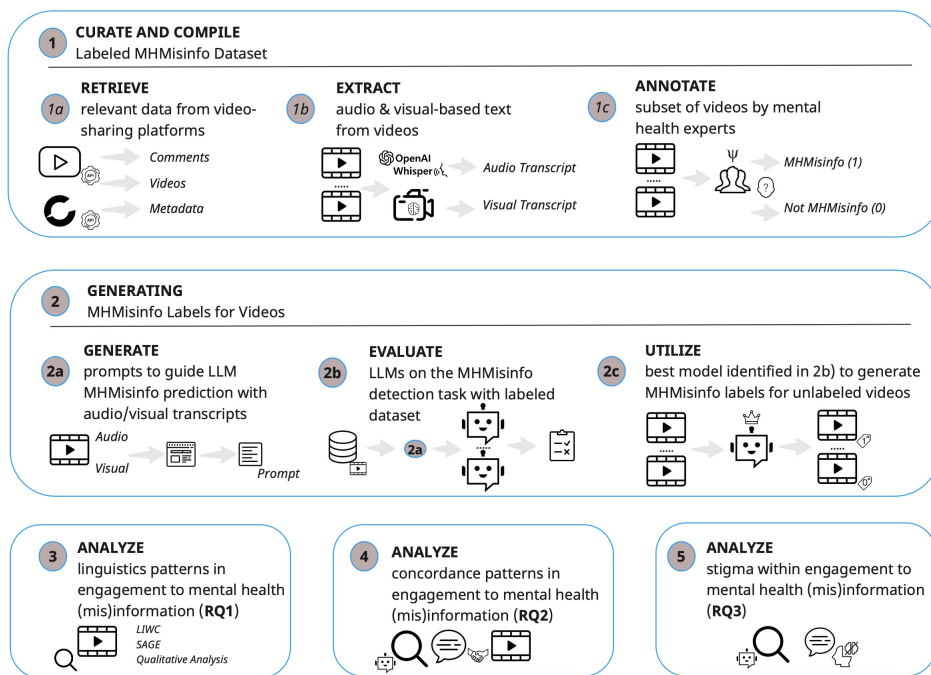 1
CURATE AND COMPILE
Labeled MHMisinfo Dataset
1a
RETRIEVE
relevant data from video-
sharing platforms
API
API
Comments
Videos
Metadata
1b
EXTRACT
audio & visual-based text
from videos
OpenAI
Whisper
Audio Transcript
Visual Transcript
1c
ANNOTATE
subset of videos by mental
health experts
Ψ
?
MHMisinfo (1)
Not MHMisinfo (0)
2
GENERATING
MHMisinfo Labels for Videos
2a
GENERATE
prompts to guide LLM
MHMisinfo prediction with
audio/visual transcripts
Audio
Visual
Prompt
2b
EVALUATE
LLMs on the MHMisinfo
detection task with labeled
dataset
2a
2c
UTILIZE
best model identified in 2b) to generate
MHMisinfo labels for unlabeled videos
1
0
3
ANALYZE
linguistics patterns in
engagement to mental health
(mis)information (RQ1)
LIWC
SAGE
Qualitative Analysis
4
ANALYZE
concordance patterns in
engagement to mental health
(mis)information (RQ2)
5
ANALYZE
stigma within engagement to
mental health (mis)information
(RQ3)